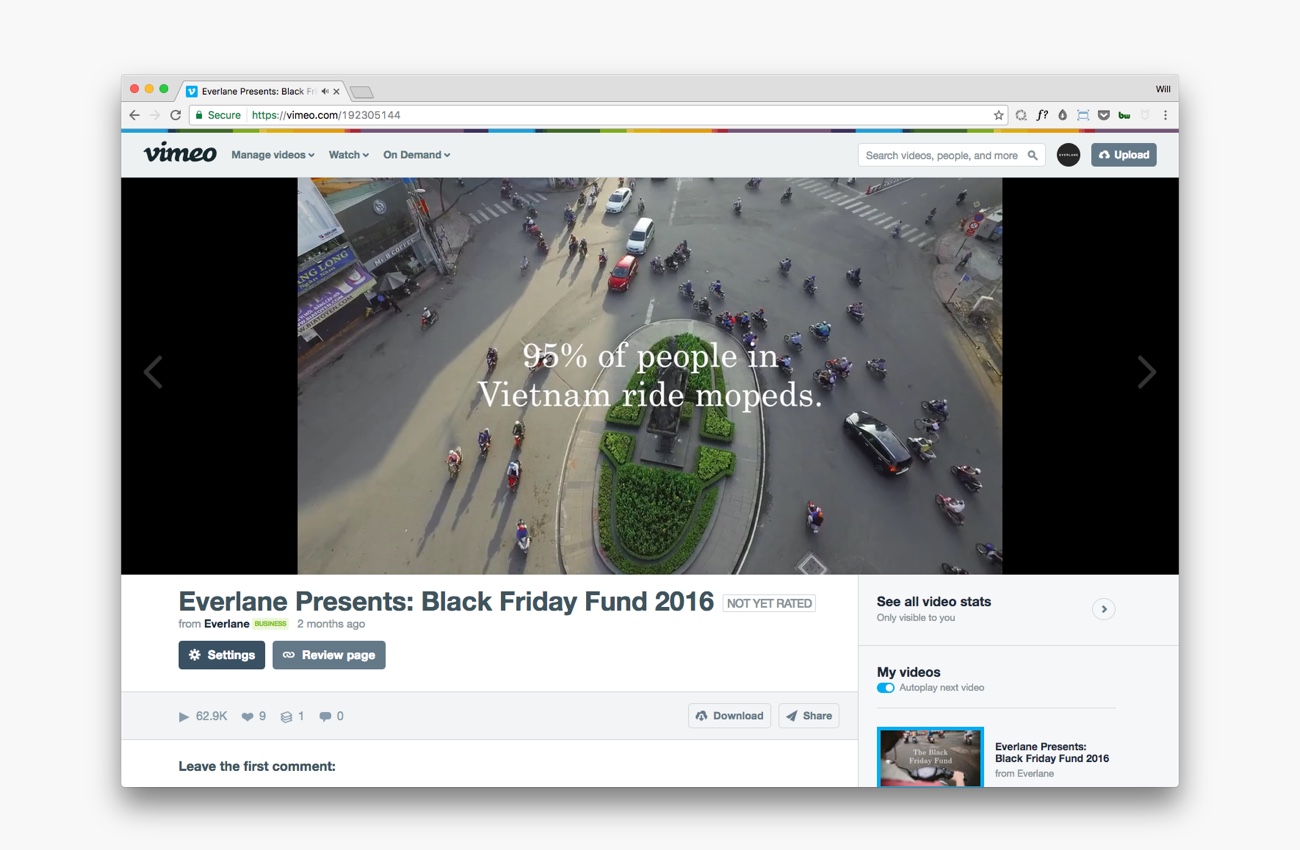 Everlane Presents: Black Fri
Will
Secure
https://vimeo.com/192305144
f?
bw
vimeo
Manage videos
Watch
On Demand
Search videos, people, and more
EVERLANE
Upload
MR.B COFFEE
95% of people in
Vietnam ride mopeds.
Everlane Presents: Black Friday Fund 2016
NOT YET RATED
from Everlane BUSINESS 2 months ago
Settings
Review page
62.9K
9
1
0
Download
Share
Leave the first comment:
See all video stats
Only visible to you
My videos
Autoplay next video
The Black
Friday Fund
Everlane Presents:
Black Friday Fund 2016
from Everlane